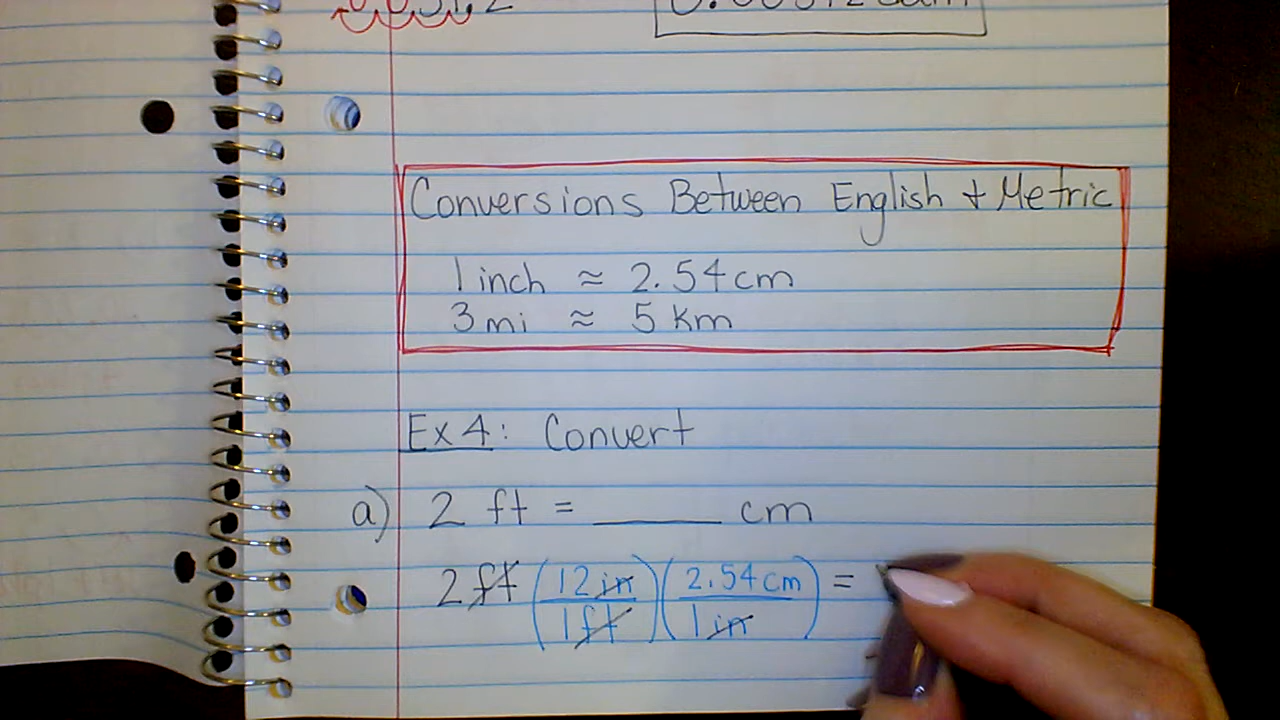 Conversions Between English & Metric
1 inch ≈ 2.54 cm
3 mi ≈ 5 km
Ex 4: Convert
a) 2 ft = ______ cm
2 ft (12 in / 1 ft) (2.54 cm / 1 in) =